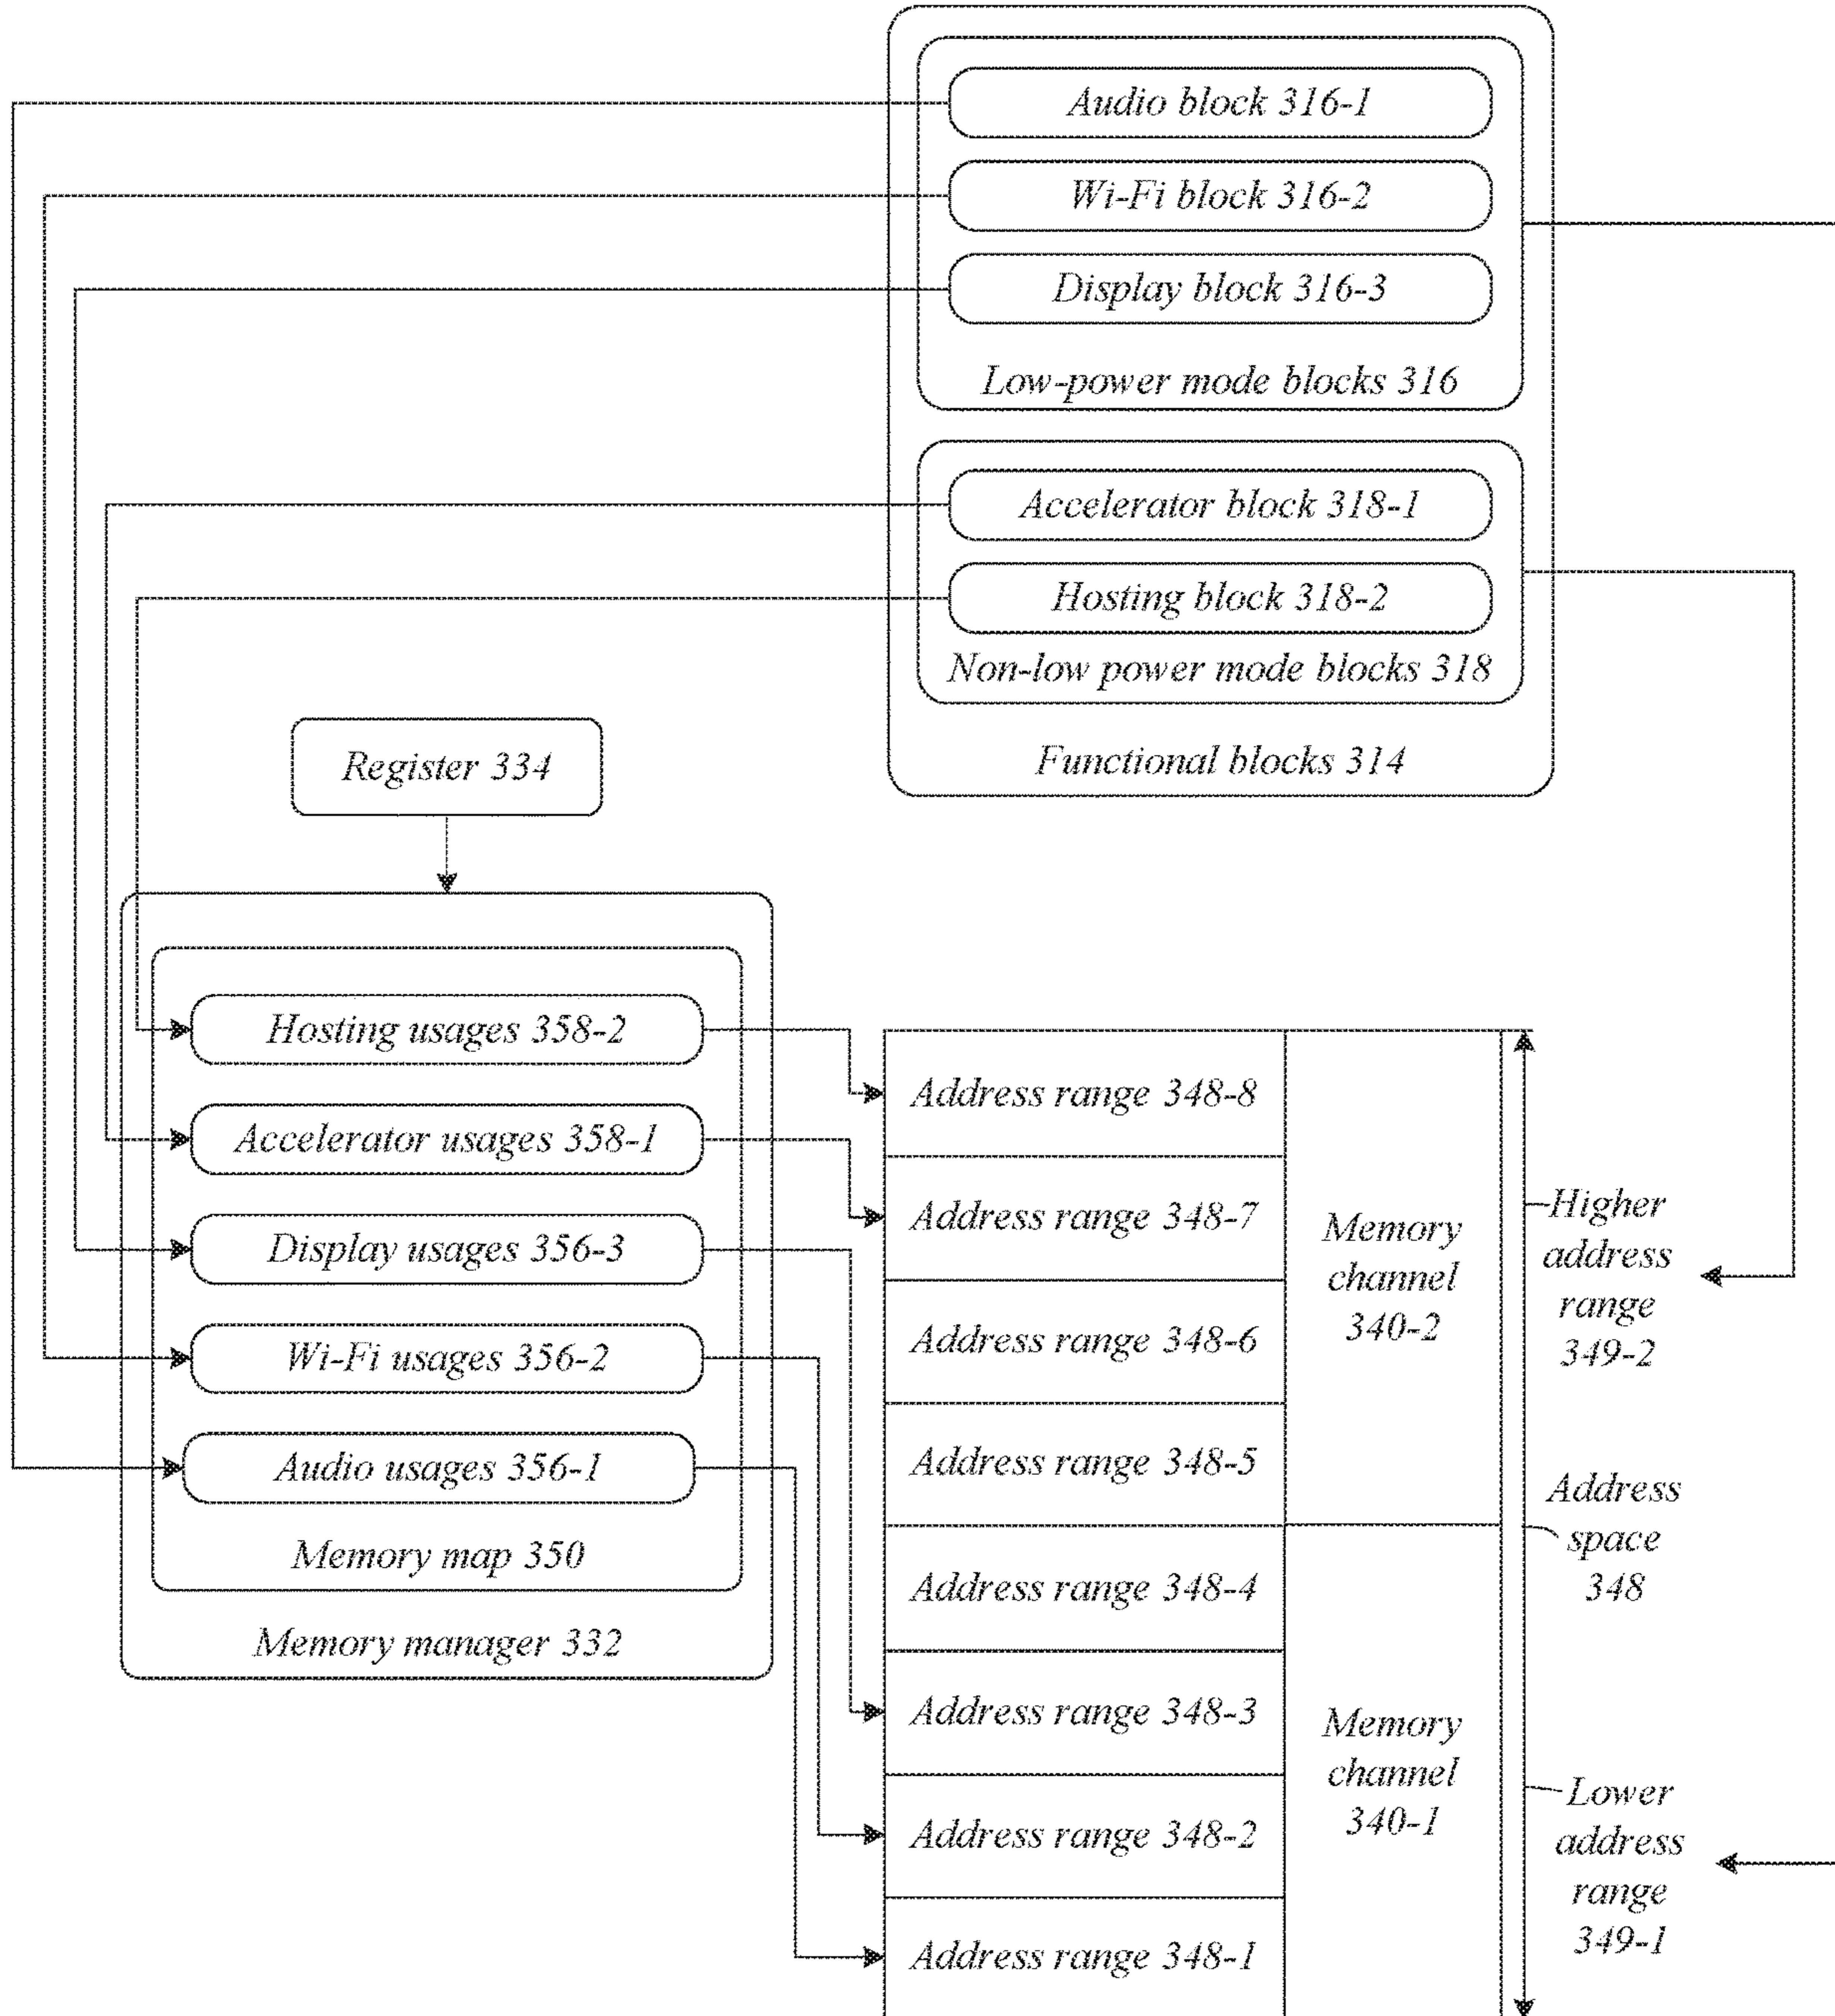 Audio block 316-1
Wi-Fi block 316-2
Display block 316-3
Low-power mode blocks 316
Accelerator block 318-1
Hosting block 318-2
Non-low power mode blocks 318
Functional blocks 314
Register 334
Hosting usages 358-2
Accelerator usages 358-1
Display usages 356-3
Wi-Fi usages 356-2
Audio usages 356-1
Memory map 350
Memory manager 332
Address range 348-8
Address range 348-7
Address range 348-6
Address range 348-5
Address range 348-4
Address range 348-3
Address range 348-2
Address range 348-1
Memory
channel
340-2
Memory
channel
340-1
Higher
address
range
349-2
Address
space
348
Lower
address
range
349-1